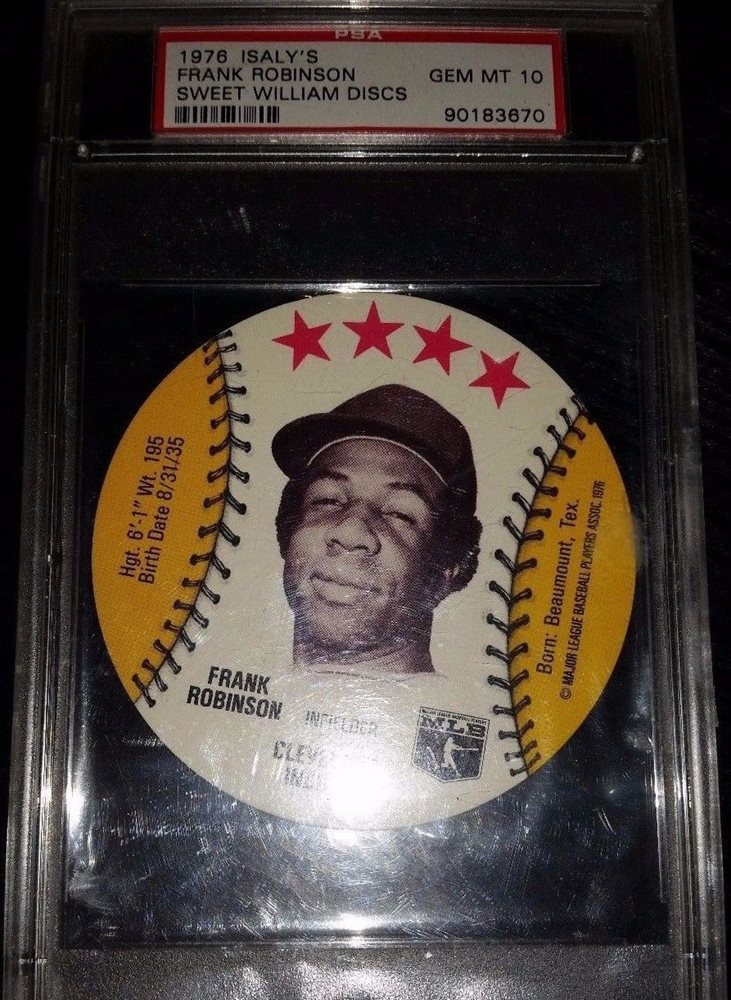 PSA
1976 ISALY'S
FRANK ROBINSON GEM MT 10
SWEET WILLIAM DISCS
90183670
Hgt. 6'-1" Wt. 195
Birth Date 8/31/35
Born: Beaumount, Tex.
© MAJOR LEAGUE BASEBALL PLAYERS ASSOC. 1976
FRANK
ROBINSON
INFIELDER
MLB